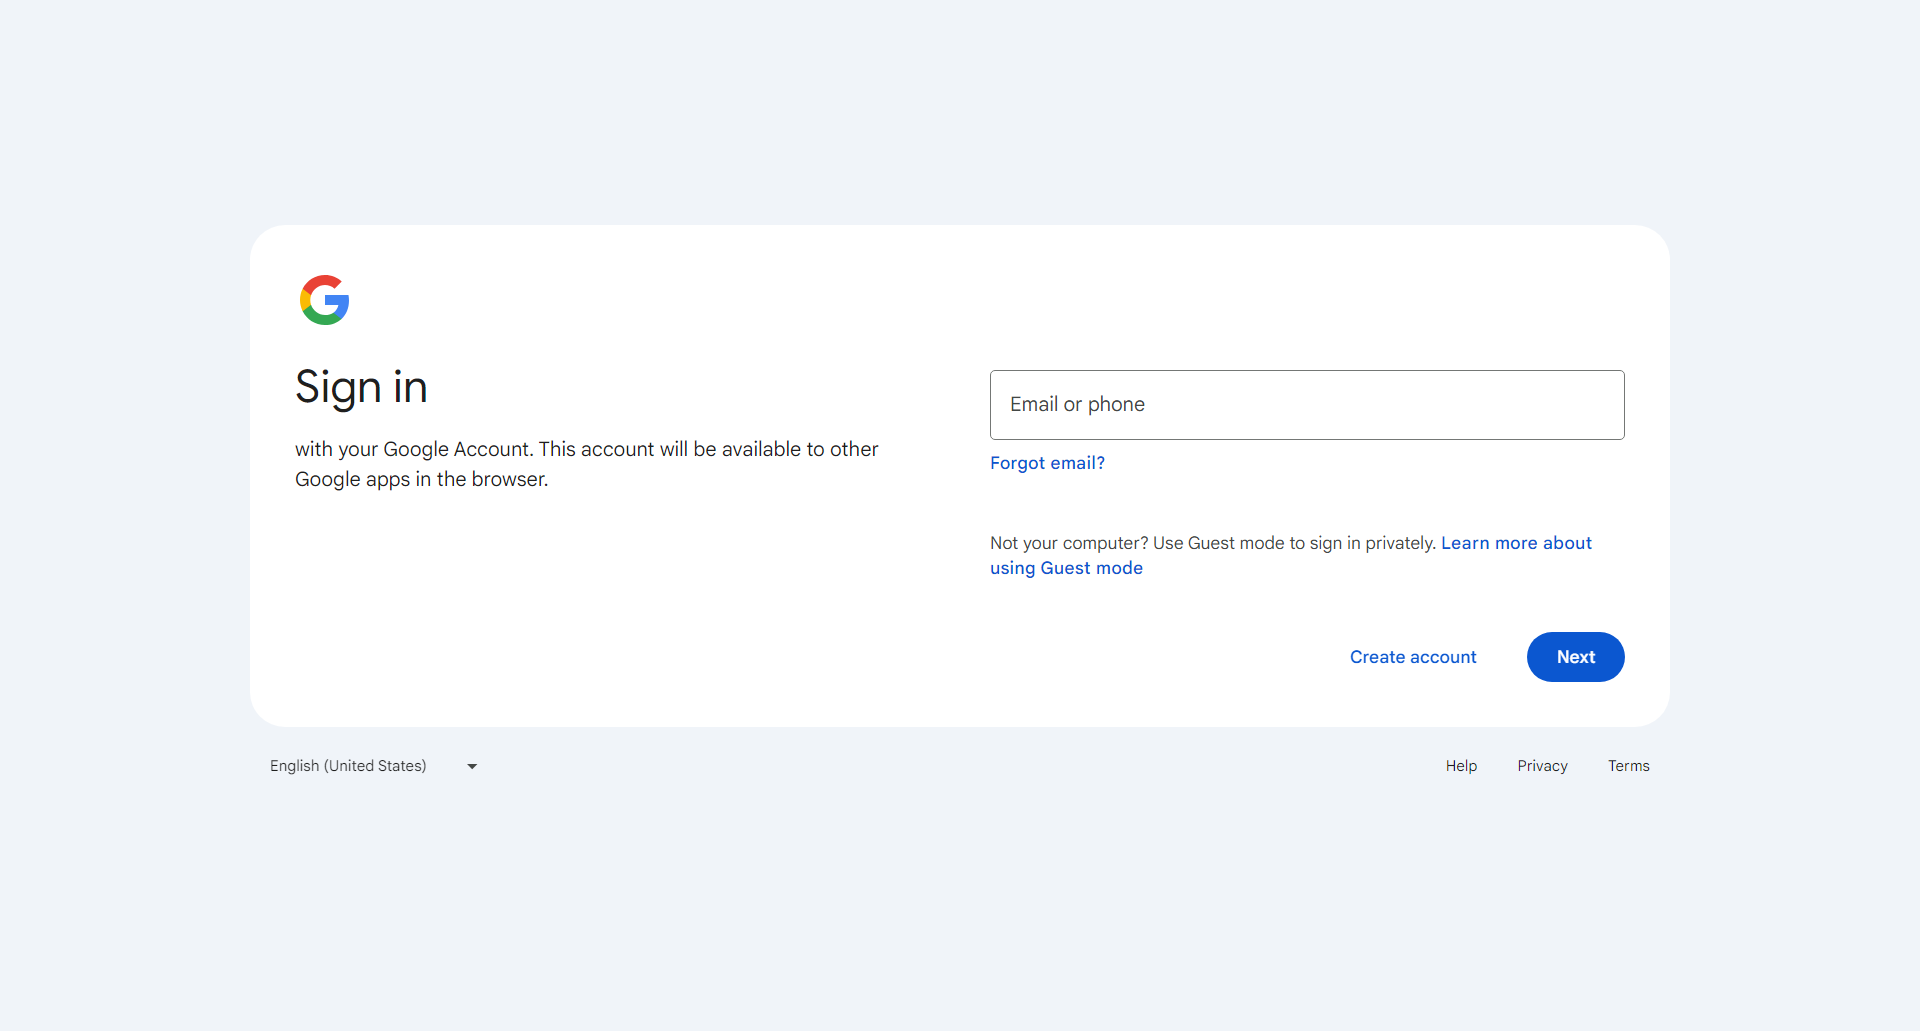 Sign in
with your Google Account. This account will be available to other
Google apps in the browser.
Email or phone
Forgot email?
Not your computer? Use Guest mode to sign in privately. Learn more about
using Guest mode
Create account
Next
English (United States)
Help
Privacy
Terms